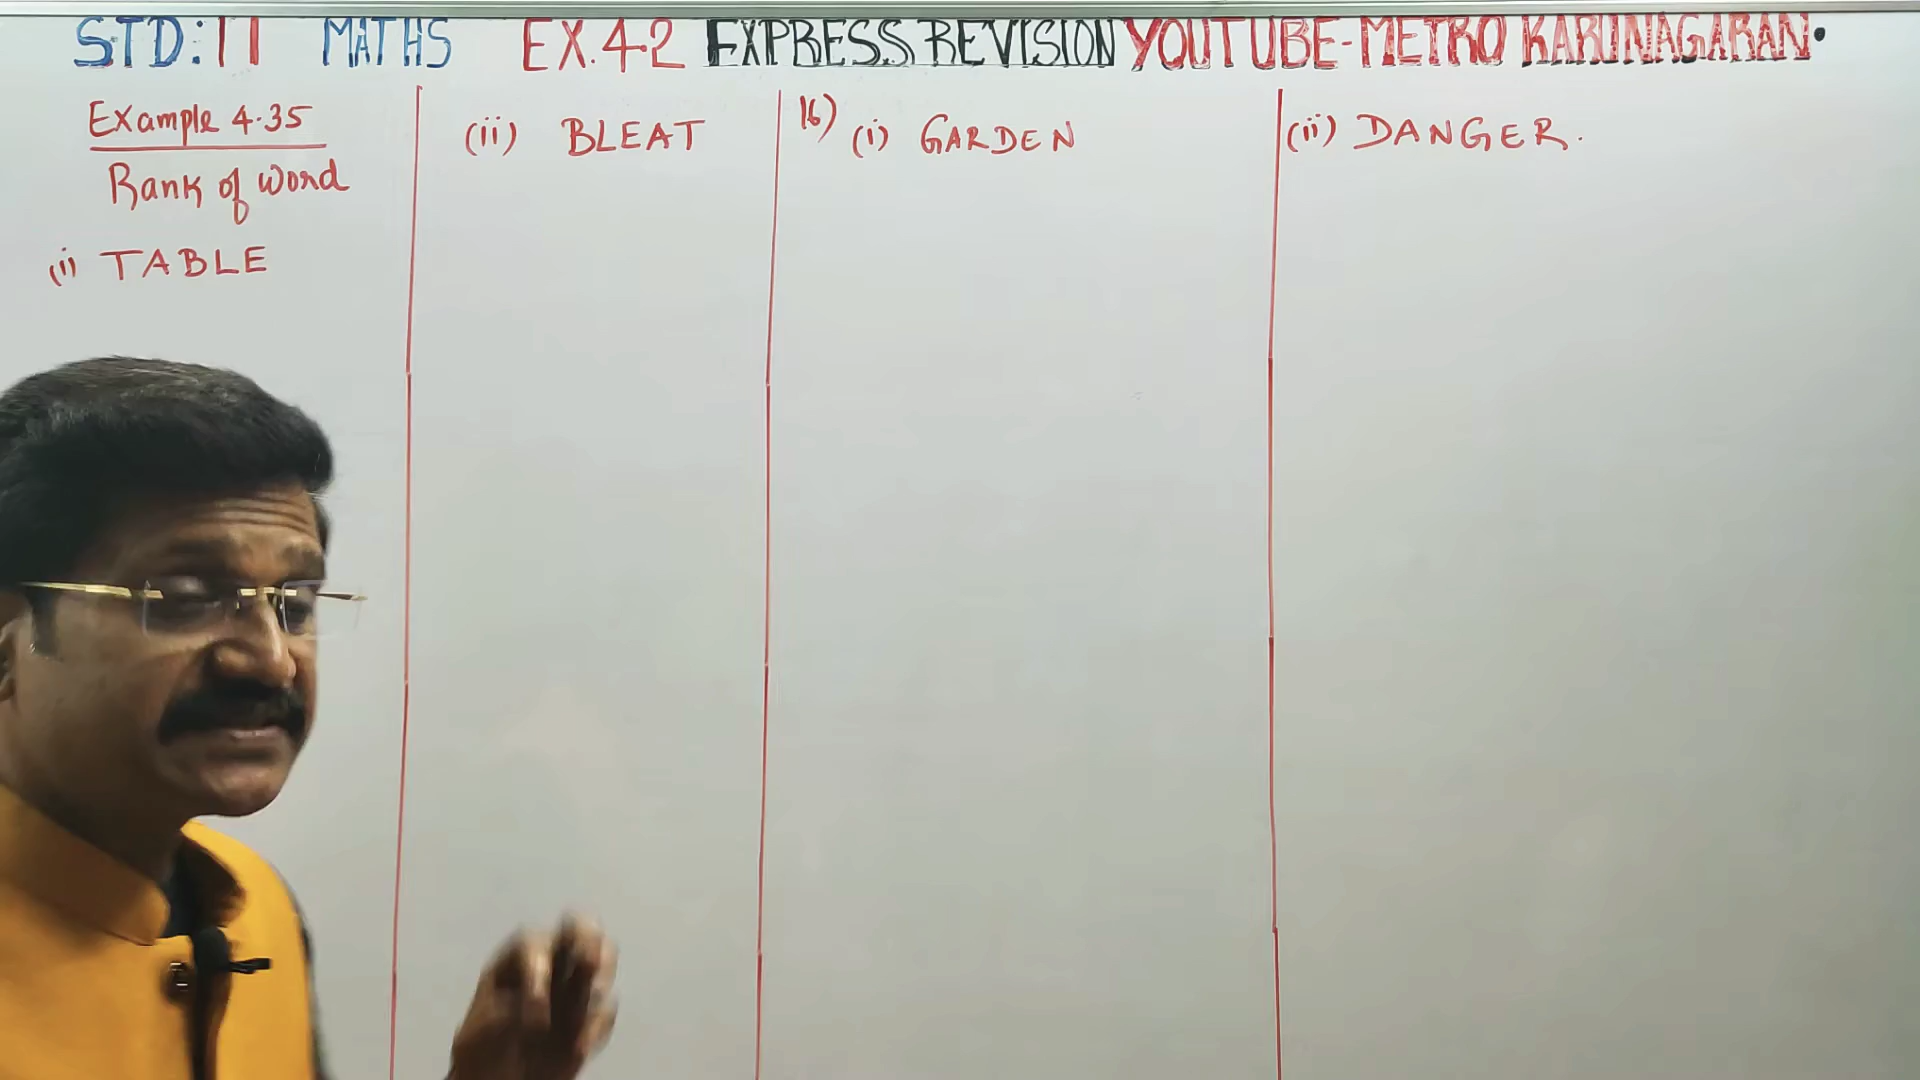 STD:11 MATHS EX.4.2 EXPRESS REVISION YOUTUBE-METRO KARUNAGARAN.
Example 4.35
Rank of Word
(i) TABLE
(ii) BLEAT
16) (i) GARDEN
(ii) DANGER.